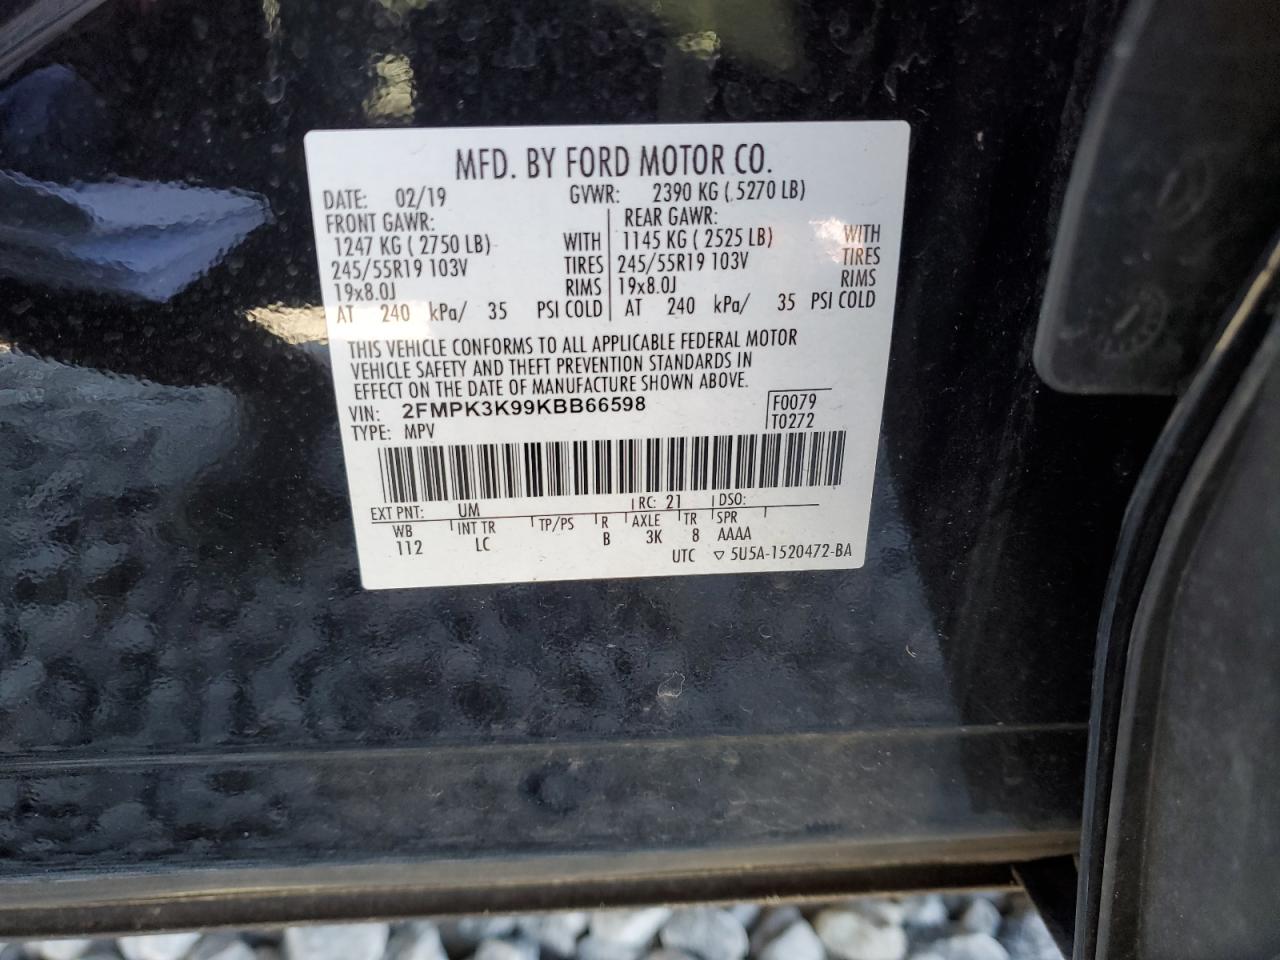 MFD. BY FORD MOTOR CO.
DATE: 02/19 GVWR: 2390 KG ( 5270 LB)
FRONT GAWR: REAR GAWR:
1247 KG ( 2750 LB) WITH 1145 KG ( 2525 LB) WITH
245/55R19 103V TIRES 245/55R19 103V TIRES
19x8.0J RIMS 19x8.0J RIMS
AT 240 kPa/ 35 PSI COLD AT 240 kPa/ 35 PSI COLD
THIS VEHICLE CONFORMS TO ALL APPLICABLE FEDERAL MOTOR
VEHICLE SAFETY AND THEFT PREVENTION STANDARDS IN
EFFECT ON THE DATE OF MANUFACTURE SHOWN ABOVE.
VIN: 2FMPK3K99KBB66598 F0079
TYPE: MPV T0272
EXT PNT: UM RC: 21 DSO:
WB INT TR TP/PS R AXLE TR SPR
112 LC B 3K 8 AAAA
UTC ▽ 5U5A-1520472-BA